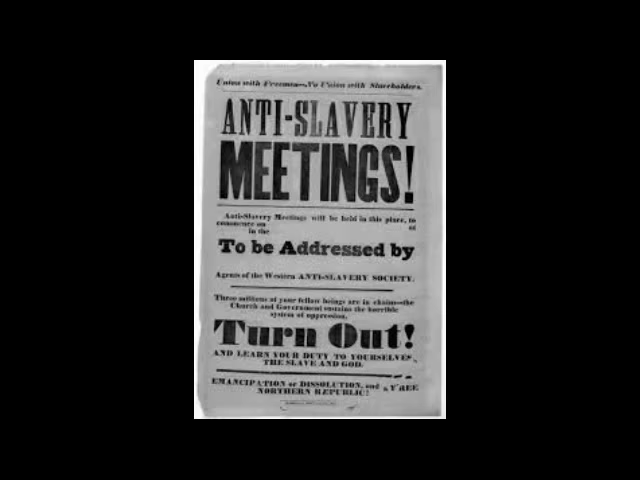 Union with Freemen--No Union with Slaveholders.
ANTI-SLAVERY
MEETINGS!
Anti-Slavery Meetings will be held in this place, to
commence on at
in the
To be Addressed by
Agents of the Western ANTI-SLAVERY SOCIETY.
Three millions of your fellow beings are in chains--the
Church and Government sustains the horrible
system of oppression.
Turn Out!
AND LEARN YOUR DUTY TO YOURSELVES,
THE SLAVE AND GOD.
EMANCIPATION or DISSOLUTION, and a FREE
NORTHERN REPUBLIC!